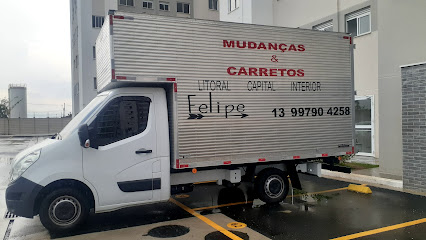 MUDANÇAS
&
CARRETOS
LITORAL CAPITAL INTERIOR
Felipe
13 99790 4258